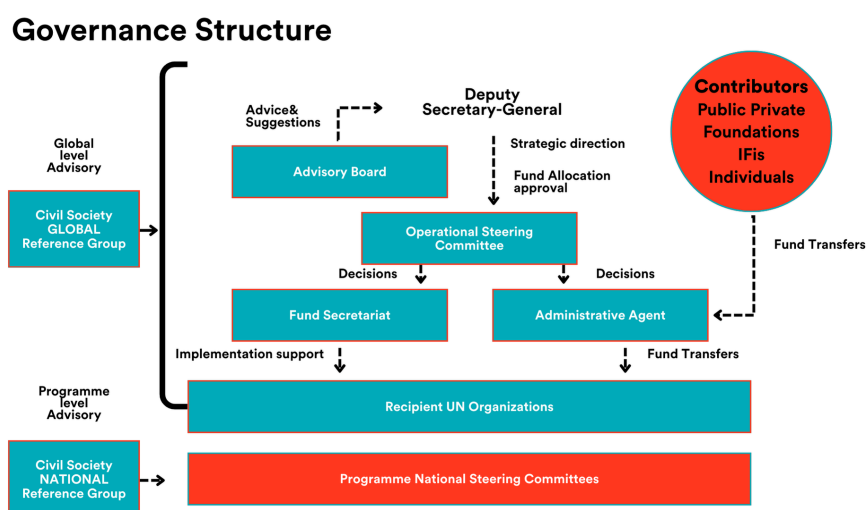 Governance Structure
Global
level
Advisory
Civil Society
GLOBAL
Reference Group
Advice&
Suggestions
Deputy
Secretary-General
Advisory Board
Strategic direction
Fund Allocation
approval
Contributors
Public Private
Foundations
IFis
Individuals
Operational Steering
Committee
Fund Transfers
Decisions
Decisions
Fund Secretariat
Administrative Agent
Implementation support
Fund Transfers
Recipient UN Organizations
Programme
level
Advisory
Civil Society
NATIONAL
Reference Group
Programme National Steering Committees